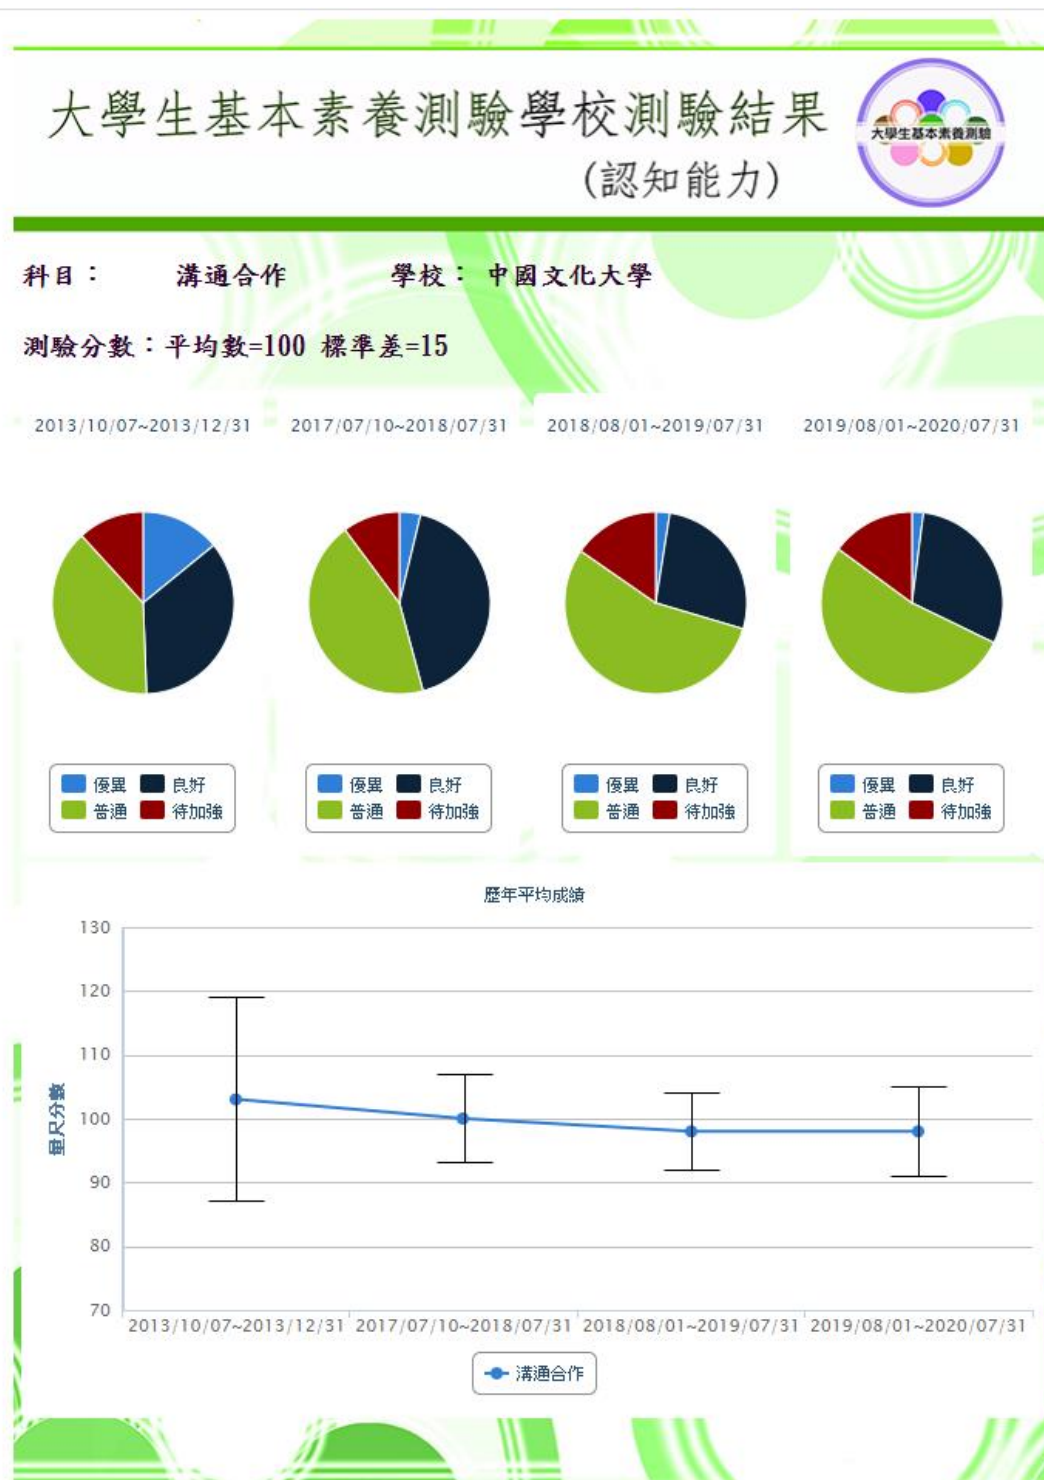 大學生基本素養測驗學校測驗結果
(認知能力)
大學生基本素養測驗
科目： 溝通合作 學校： 中國文化大學
測驗分數：平均數=100 標準差=15
2013/10/07~2013/12/31 2017/07/10~2018/07/31 2018/08/01~2019/07/31 2019/08/01~2020/07/31
優異 良好 優異 良好 優異 良好 優異 良好
普通 待加強 普通 待加強 普通 待加強 普通 待加強
歷年平均成績
量尺分數
130
120
110
100
90
80
70
2013/10/07~2013/12/31 2017/07/10~2018/07/31 2018/08/01~2019/07/31 2019/08/01~2020/07/31
溝通合作